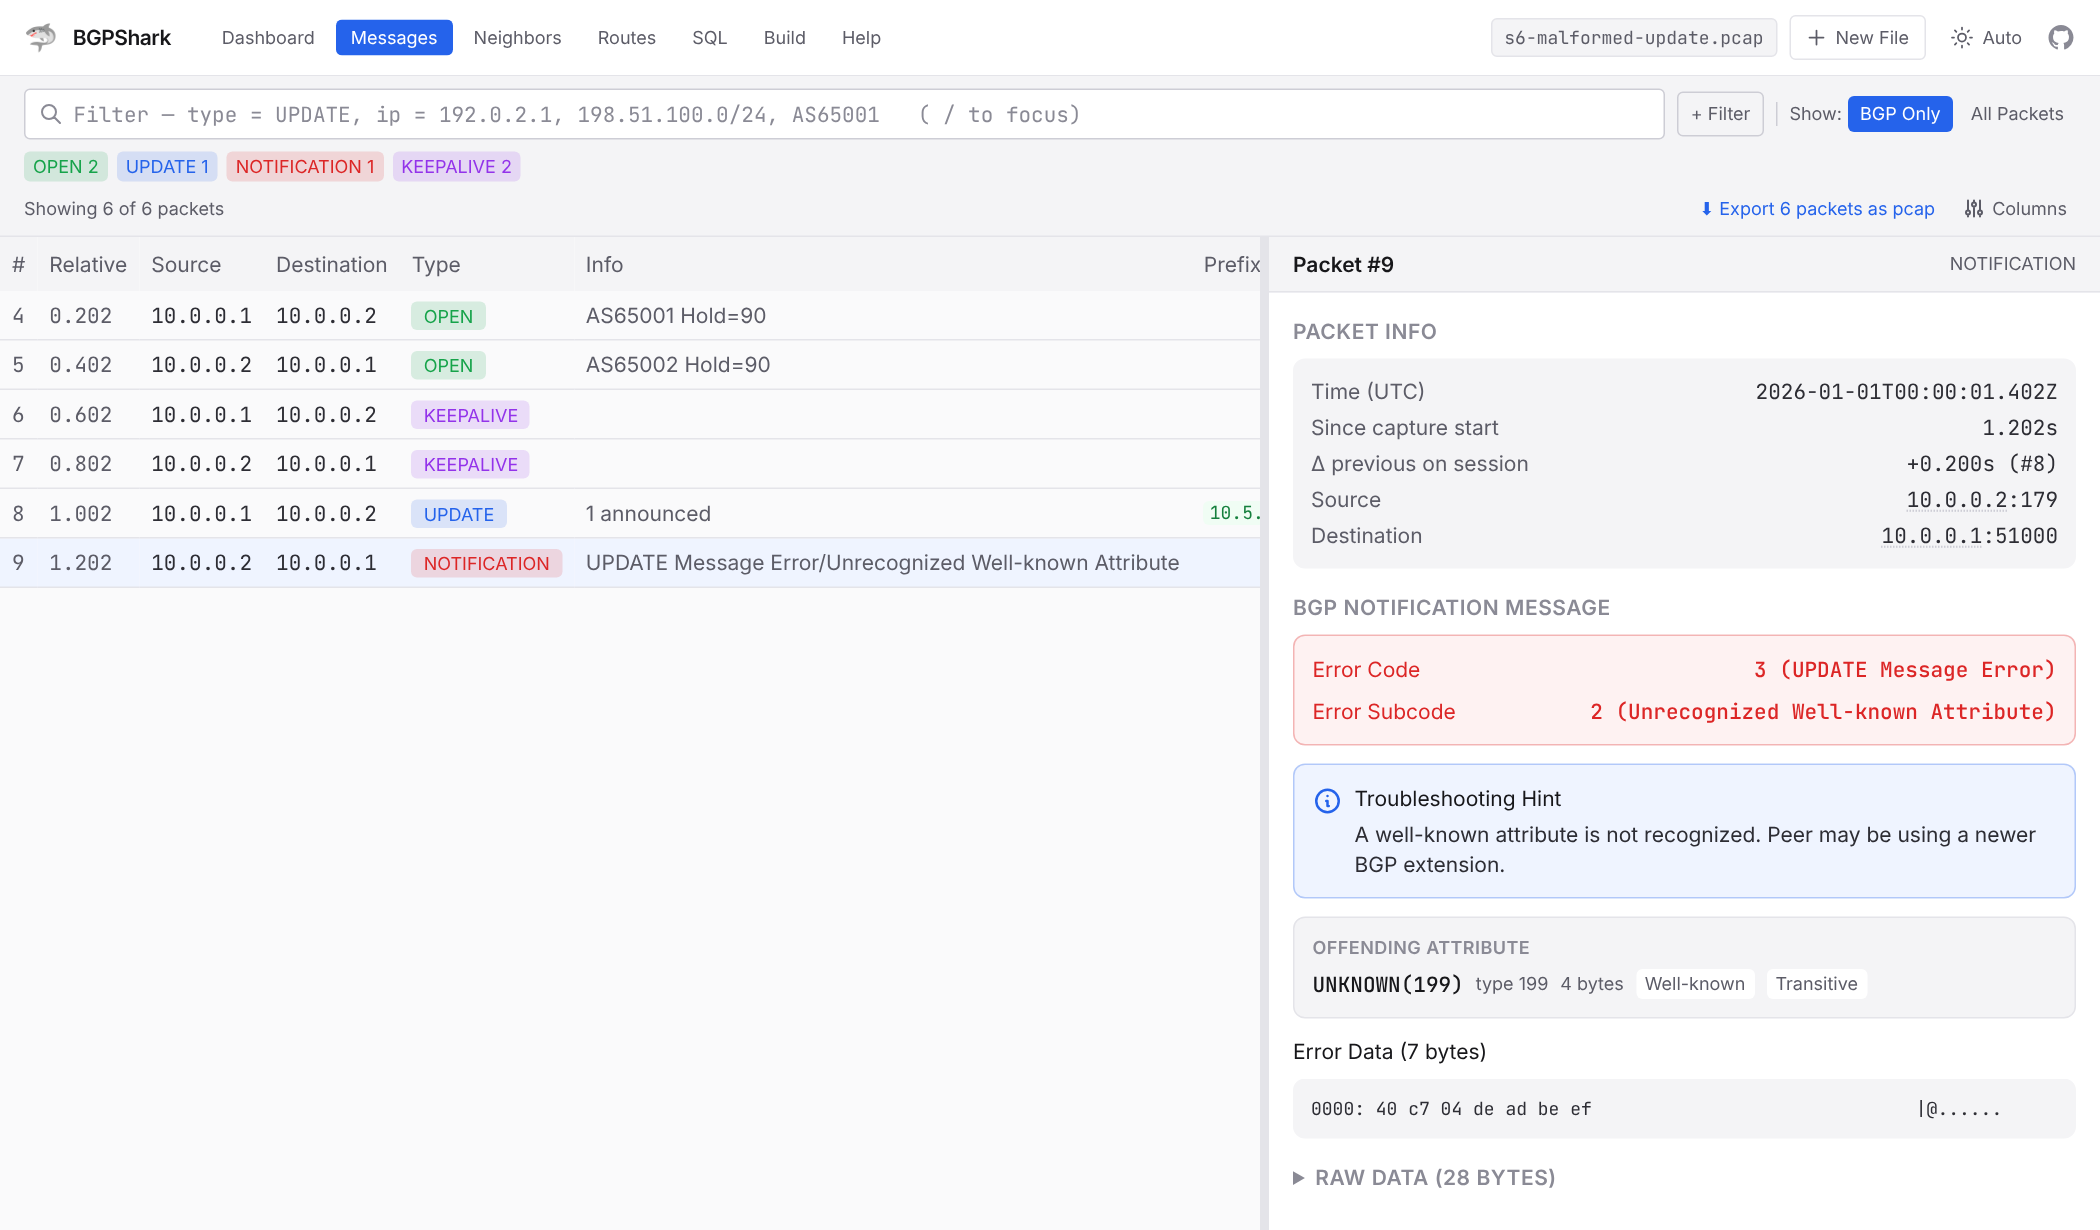 BGPShark Dashboard Messages Neighbors Routes SQL Build Help s6-malformed-update.pcap + New File Auto
Filter — type = UPDATE, ip = 192.0.2.1, 198.51.100.0/24, AS65001 ( / to focus) + Filter Show: BGP Only All Packets
OPEN 2 UPDATE 1 NOTIFICATION 1 KEEPALIVE 2
Showing 6 of 6 packets ⬇ Export 6 packets as pcap Columns
# Relative Source Destination Type Info Prefix
4 0.202 10.0.0.1 10.0.0.2 OPEN AS65001 Hold=90
5 0.402 10.0.0.2 10.0.0.1 OPEN AS65002 Hold=90
6 0.602 10.0.0.1 10.0.0.2 KEEPALIVE
7 0.802 10.0.0.2 10.0.0.1 KEEPALIVE
8 1.002 10.0.0.1 10.0.0.2 UPDATE 1 announced 10.5.
9 1.202 10.0.0.2 10.0.0.1 NOTIFICATION UPDATE Message Error/Unrecognized Well-known Attribute
Packet #9 NOTIFICATION
PACKET INFO
Time (UTC) 2026-01-01T00:00:01.402Z
Since capture start 1.202s
Δ previous on session +0.200s (#8)
Source 10.0.0.2:179
Destination 10.0.0.1:51000
BGP NOTIFICATION MESSAGE
Error Code 3 (UPDATE Message Error)
Error Subcode 2 (Unrecognized Well-known Attribute)
Troubleshooting Hint
A well-known attribute is not recognized. Peer may be using a newer
BGP extension.
OFFENDING ATTRIBUTE
UNKNOWN(199) type 199 4 bytes Well-known Transitive
Error Data (7 bytes)
0000: 40 c7 04 de ad be ef |@......
▶ RAW DATA (28 BYTES)